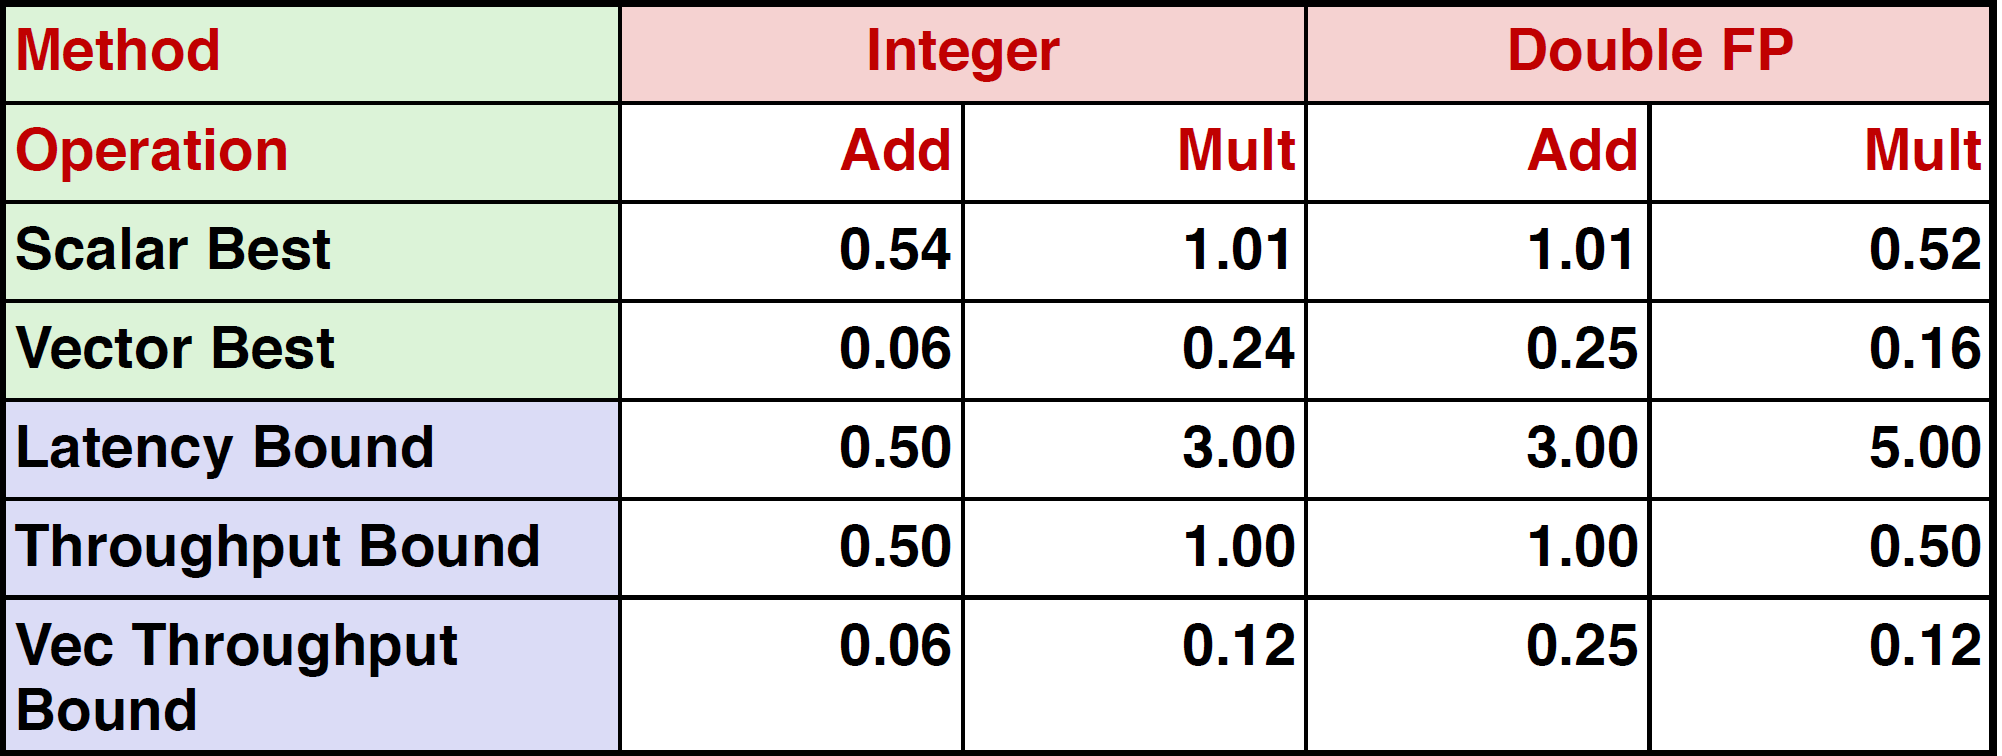 Method Integer Double FP
Operation Add Mult Add Mult
Scalar Best 0.54 1.01 1.01 0.52
Vector Best 0.06 0.24 0.25 0.16
Latency Bound 0.50 3.00 3.00 5.00
Throughput Bound 0.50 1.00 1.00 0.50
Vec Throughput 0.06 0.12 0.25 0.12
Bound